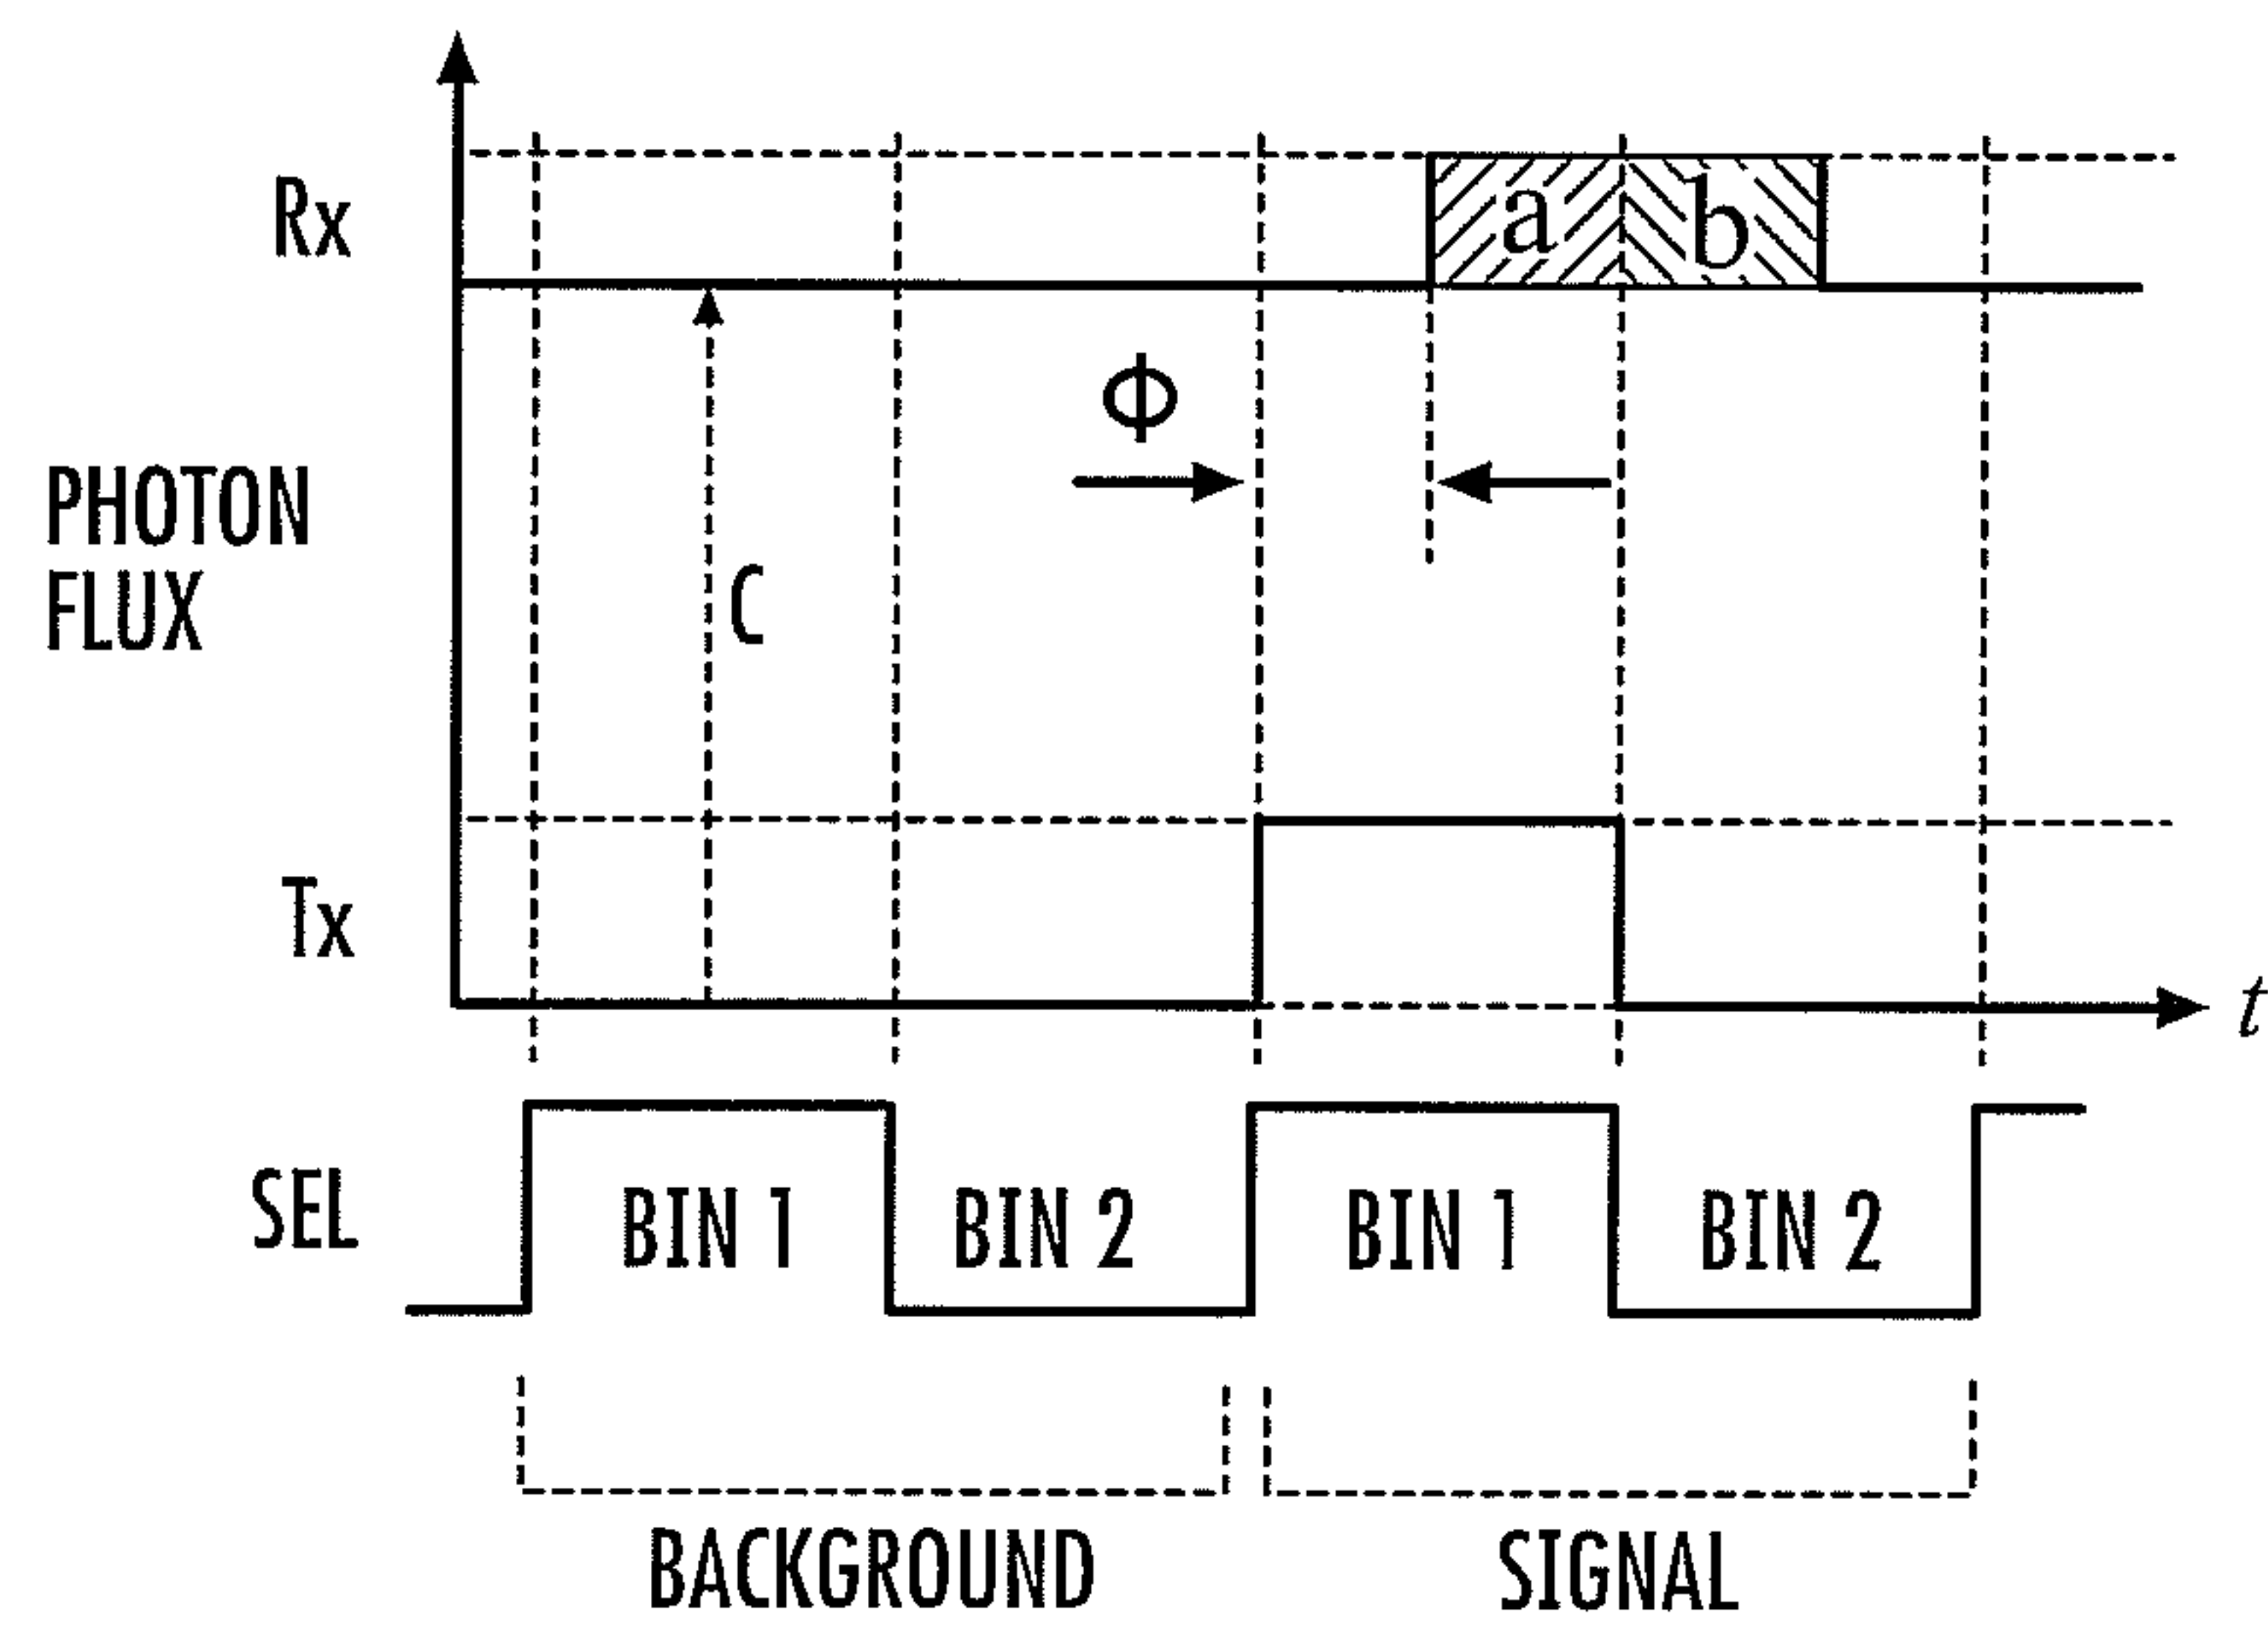 Rx
a b
ϕ
PHOTON
FLUX
C
Tx
t
SEL
BIN 1 BIN 2 BIN 1 BIN 2
BACKGROUND SIGNAL